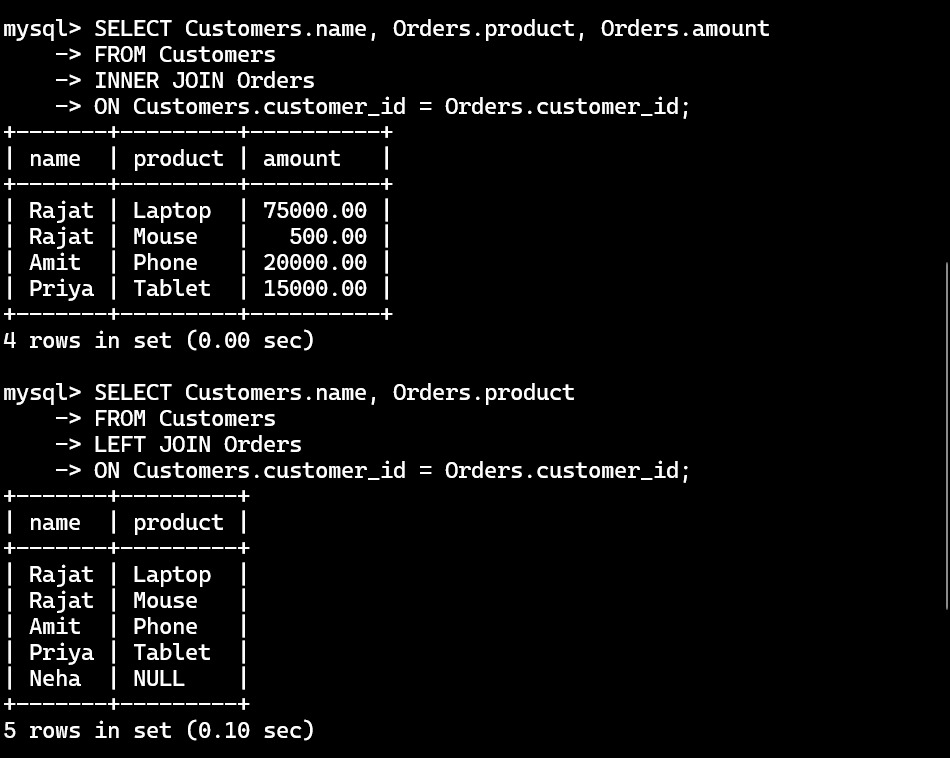 mysql> SELECT Customers.name, Orders.product, Orders.amount
    -> FROM Customers
    -> INNER JOIN Orders
    -> ON Customers.customer_id = Orders.customer_id;
+-------+---------+----------+
| name  | product | amount   |
+-------+---------+----------+
| Rajat | Laptop  | 75000.00 |
| Rajat | Mouse   |   500.00 |
| Amit  | Phone   | 20000.00 |
| Priya | Tablet  | 15000.00 |
+-------+---------+----------+
4 rows in set (0.00 sec)

mysql> SELECT Customers.name, Orders.product
    -> FROM Customers
    -> LEFT JOIN Orders
    -> ON Customers.customer_id = Orders.customer_id;
+-------+---------+
| name  | product |
+-------+---------+
| Rajat | Laptop  |
| Rajat | Mouse   |
| Amit  | Phone   |
| Priya | Tablet  |
| Neha  | NULL    |
+-------+---------+
5 rows in set (0.10 sec)